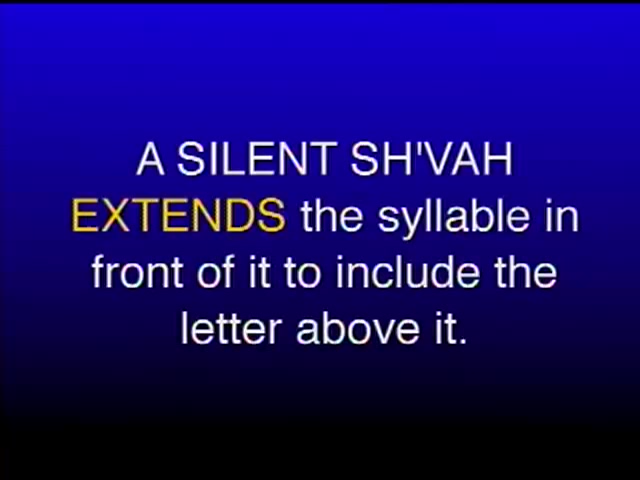 A SILENT SH'VAH
EXTENDS the syllable in
front of it to include the
letter above it.